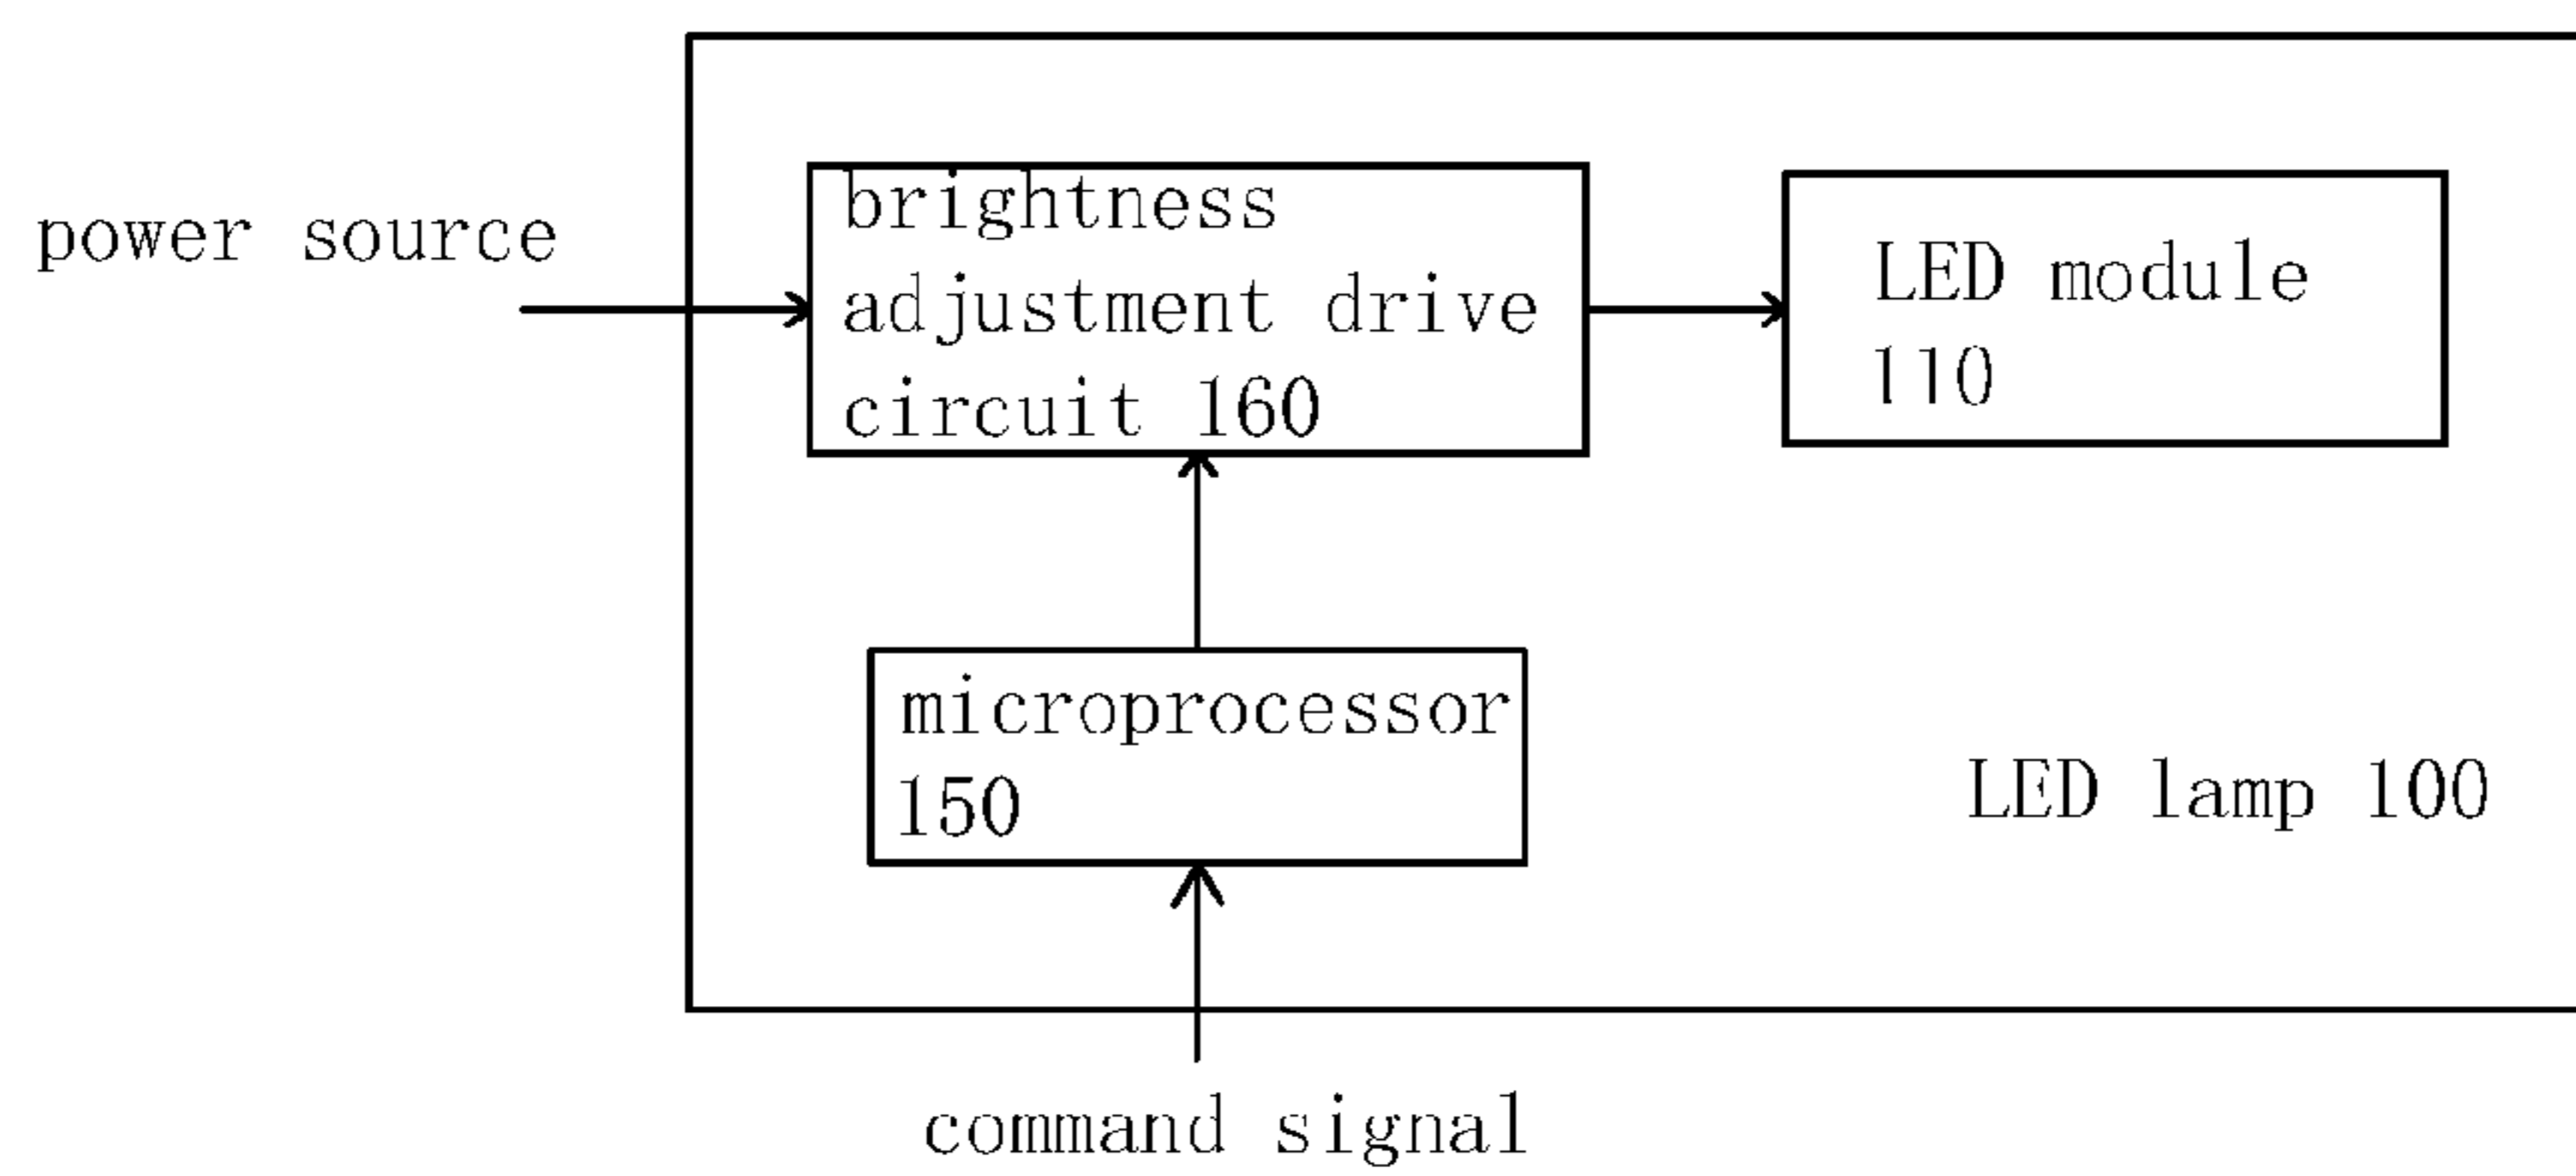 power source
brightness
adjustment drive
circuit 160
LED module
110
microprocessor
150
LED lamp 100
command signal